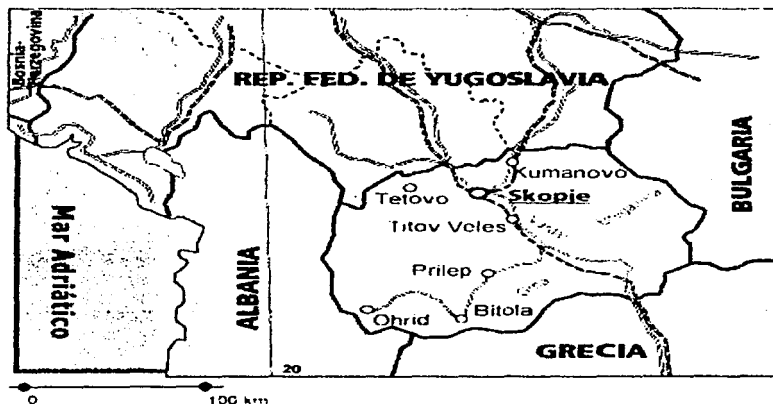 Bosnia-
Herzegovina
REP. FED. DE YUGOSLAVIA
BULGARIA
Kumanovo
Tetovo
Skopje
Titov Veles
Mar Adriático
ALBANIA
Prilep
Ohrid
Bitola
GRECIA
20
0
100 km